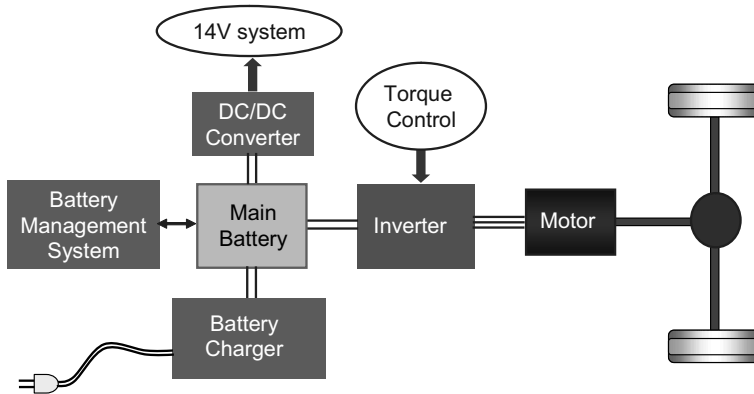 14V system
DC/DC
Converter
Torque
Control
Battery
Management
System
Main
Battery
Inverter
Motor
Battery
Charger